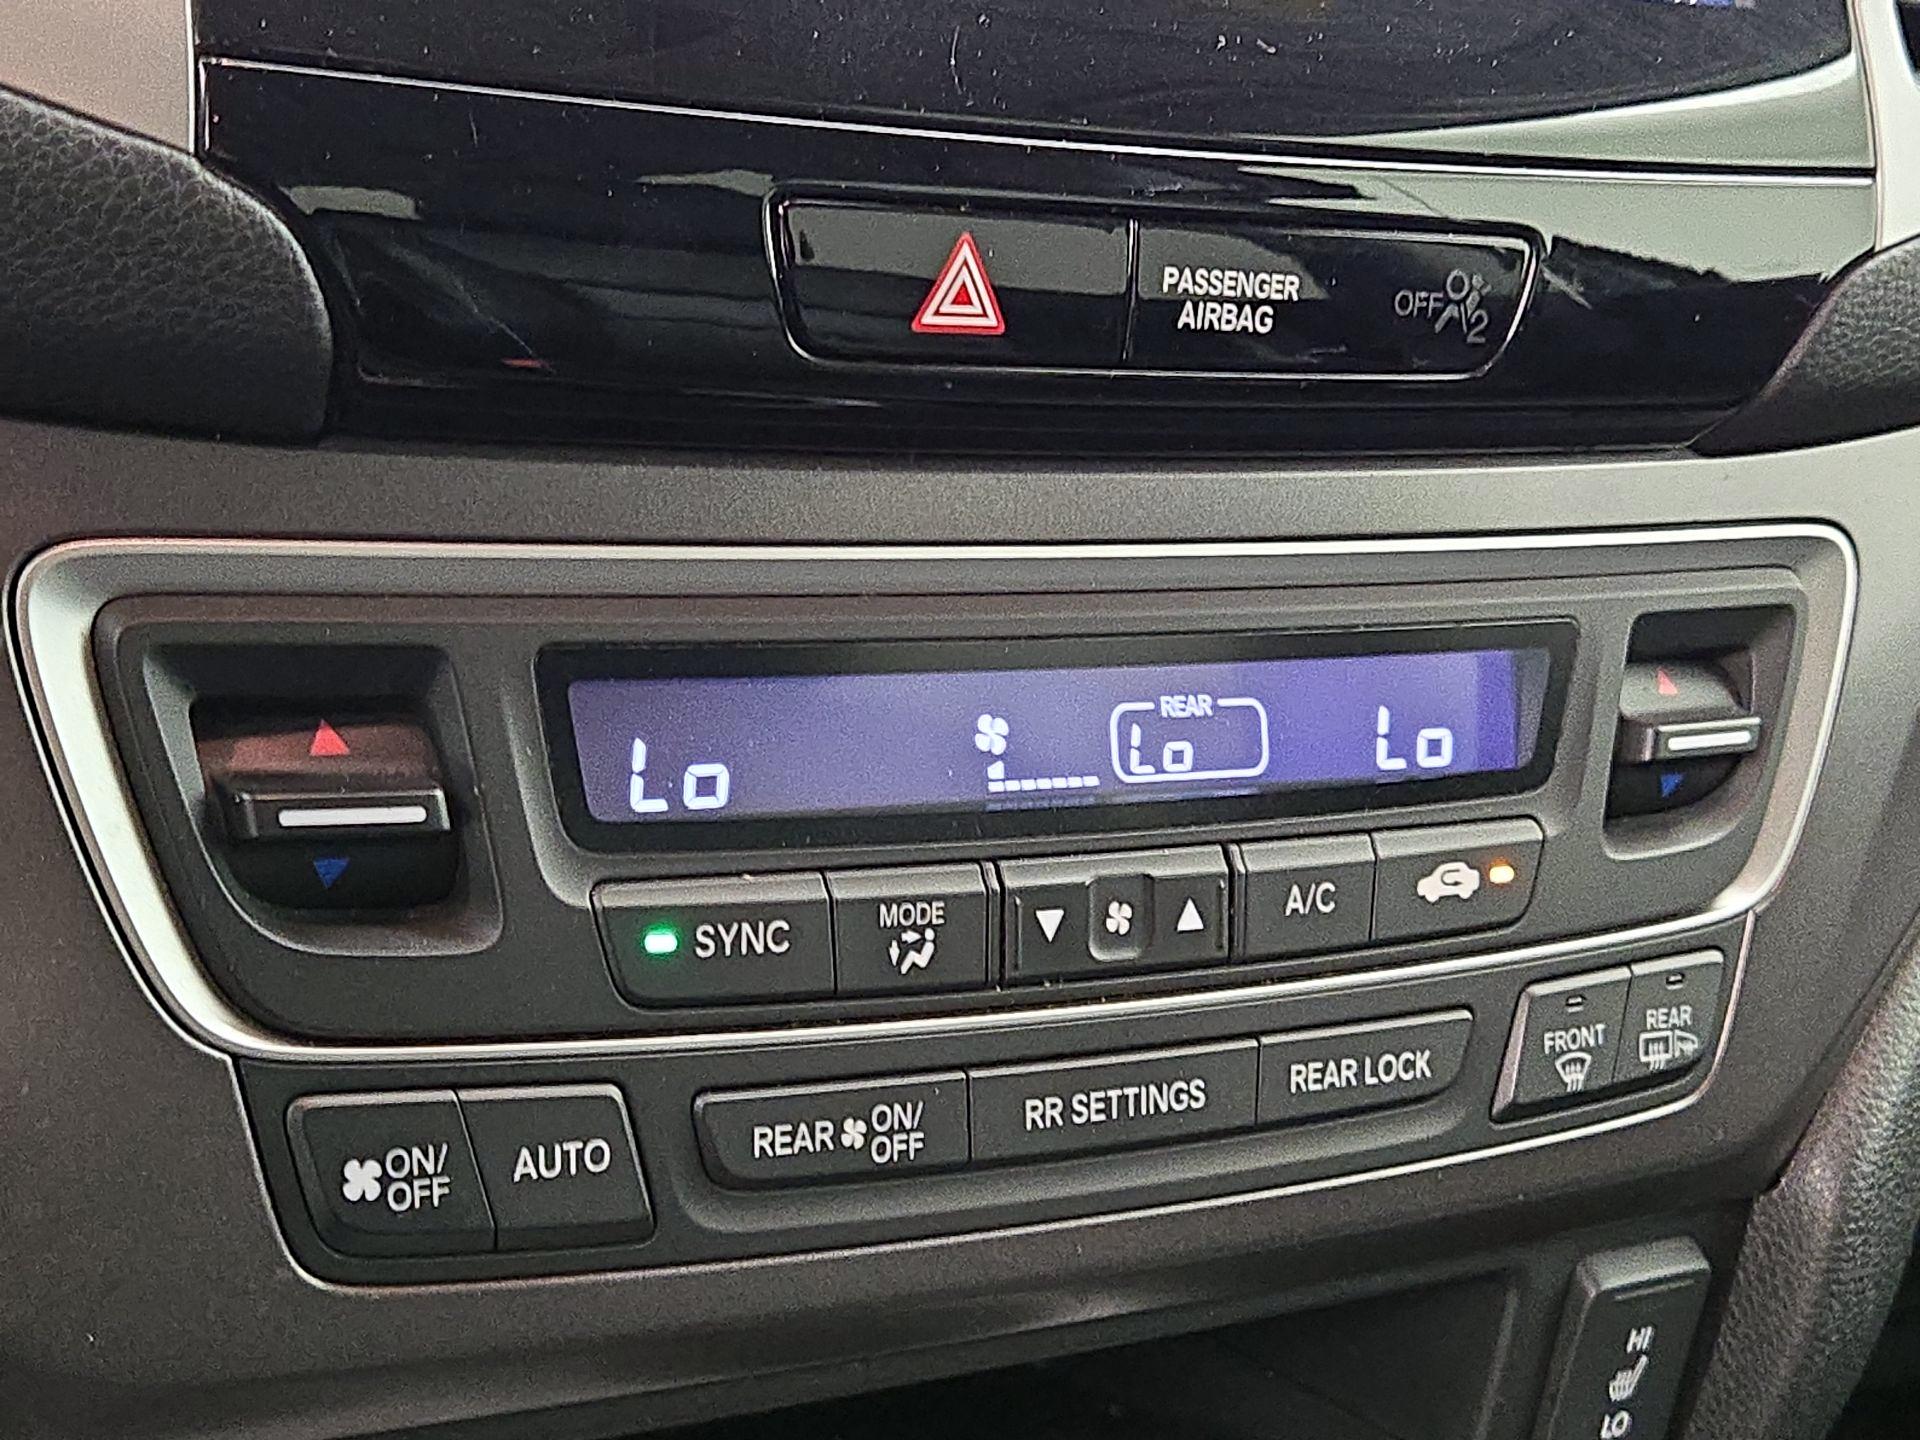 PASSENGER
AIRBAG
OFF
2
Lo
REAR
Lo
Lo
SYNC
MODE
A/C
FRONT
REAR
ON/
OFF
AUTO
REAR ON/
OFF
RR SETTINGS
REAR LOCK
HI
LO